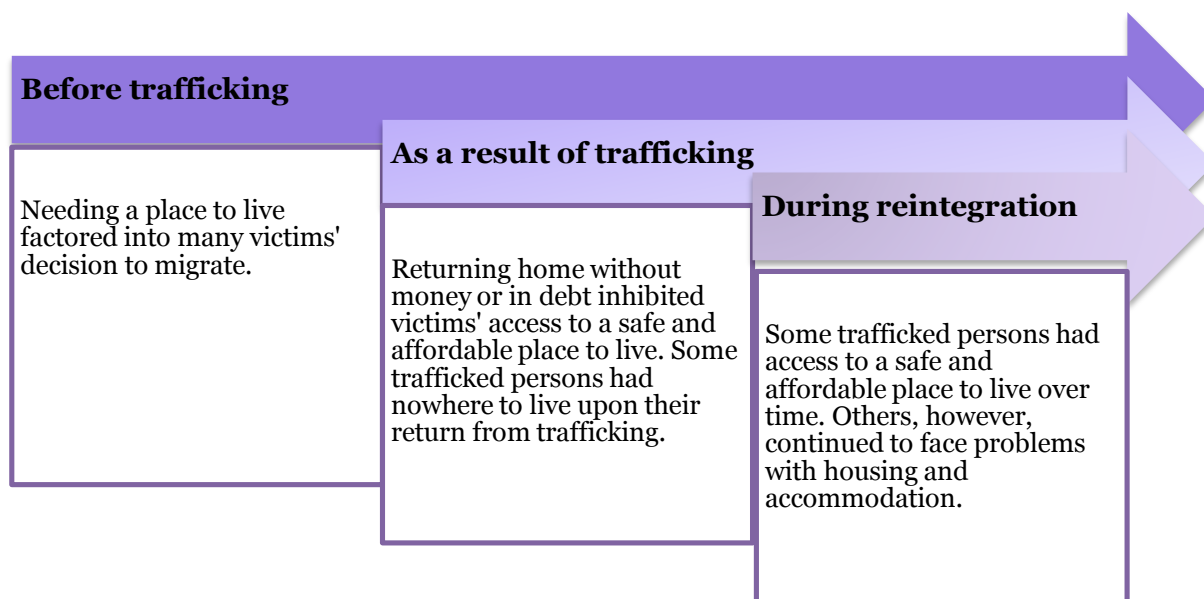 Before trafficking
Needing a place to live
factored into many victims'
decision to migrate.
As a result of trafficking
Returning home without
money or in debt inhibited
victims' access to a safe and
affordable place to live. Some
trafficked persons had
nowhere to live upon their
return from trafficking.
During reintegration
Some trafficked persons had
access to a safe and
affordable place to live over
time. Others, however,
continued to face problems
with housing and
accommodation.